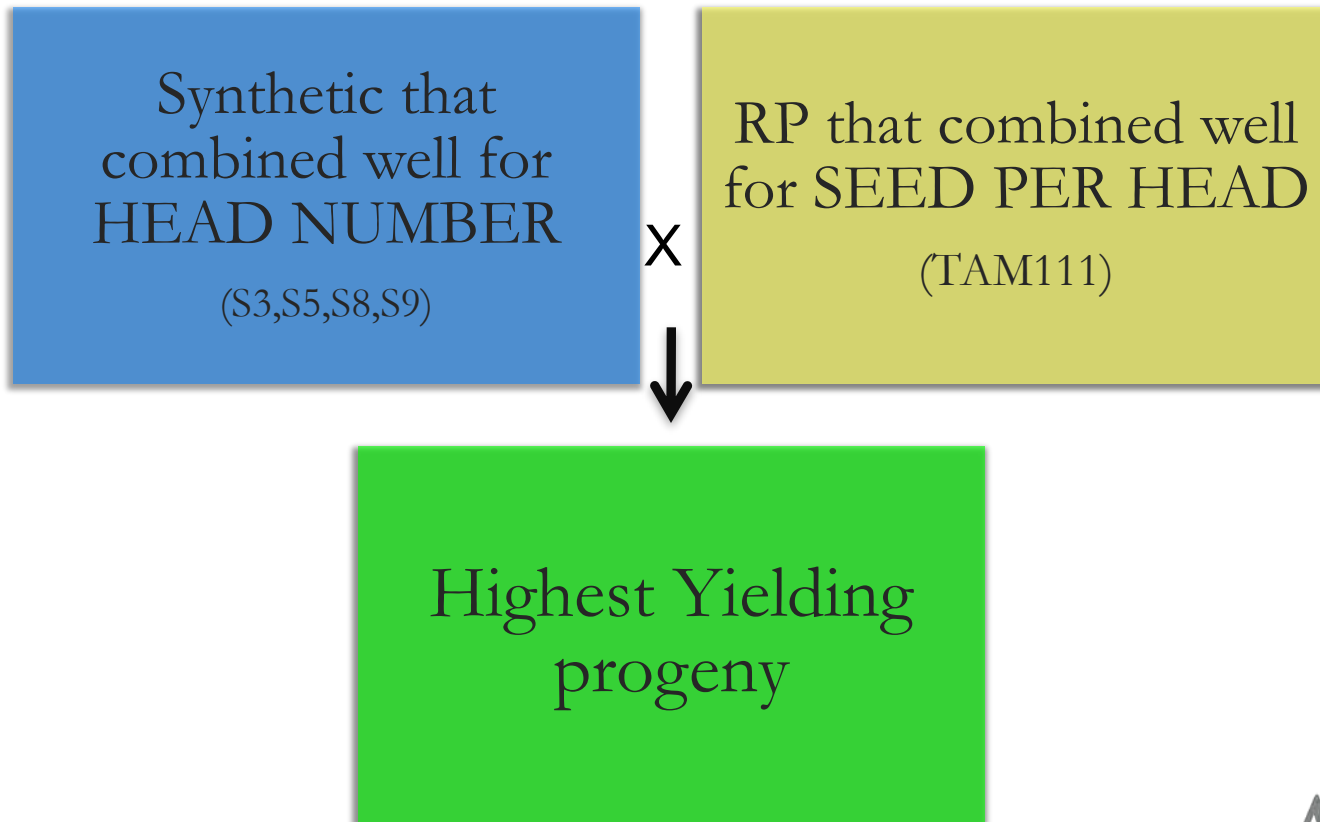 Synthetic that
combined well for
HEAD NUMBER
(S3,S5,S8,S9)
X
RP that combined well
for SEED PER HEAD
(TAM111)
Highest Yielding
progeny